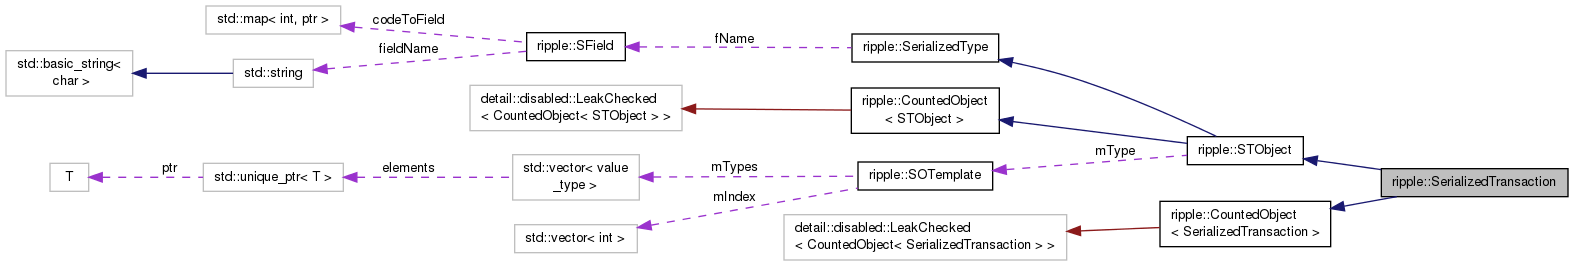 std::map< int, ptr >
codeToField
ripple::SField
fName
ripple::SerializedType
std::basic_string<
char >
std::string
fieldName
detail::disabled::LeakChecked
< CountedObject< STObject > >
ripple::CountedObject
< STObject >
ripple::STObject
T
ptr
std::unique_ptr< T >
elements
std::vector< value
_type >
mTypes
ripple::SOTemplate
mType
ripple::SerializedTransaction
std::vector< int >
mIndex
detail::disabled::LeakChecked
< CountedObject< SerializedTransaction > >
ripple::CountedObject
< SerializedTransaction >